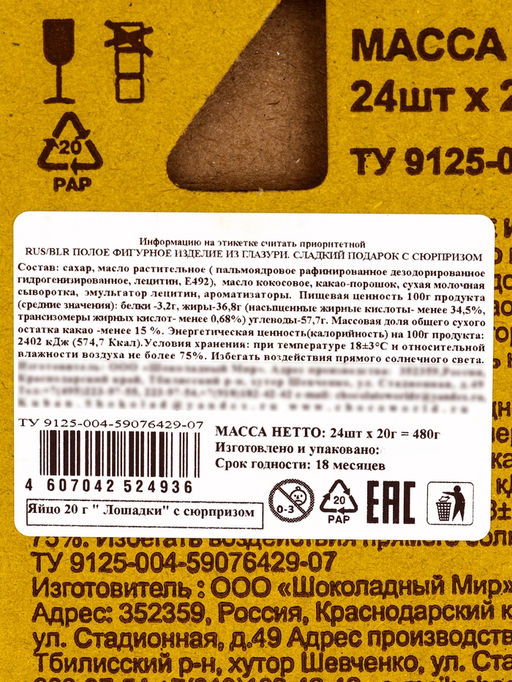 МАССА
24шт х 2
20
PAP
ТУ 9125-0
Информацию на этикетке считать приоритетной
RUS/BLR ПОЛОЕ ФИГУРНОЕ ИЗДЕЛИЕ ИЗ ГЛАЗУРИ. СЛАДКИЙ ПОДАРОК С СЮРПРИЗОМ
Состав: сахар, масло растительное ( пальмоядровое рафинированное дезодорированное
гидрогенизированное, лецитин, Е492), масло кокосовое, какао-порошок, сухая молочная
сыворотка, эмультатор лецитин, ароматизаторы. Пищевая ценность 100г продукта
(средние значения): белки -3,2г, жиры-36,8г (насыщенные жирные кислоты- менее 34,5%,
трансизомеры жирных кислот- менее 0,68%) углеводы-57,7г. Массовая доля общего сухого
остатка какао -менее 15 %. Энергетическая ценность(калорийность) на 100г продукта:
2402 кДж (574,7 Ккал).Условия хранения: при температуре 18±3°С и относительной
влажности воздуха не более 75%. Избегать воздействия прямого солнечного света.
ТУ 9125-004-59076429-07
4 607042 524936
Яйцо 20 г " Лошадки" с сюрпризом
МАССА НЕТТО: 24шт х 20г = 480г
Изготовлено и упаковано:
Срок годности: 18 месяцев
0-3
20
PAP
EAC
75%. Избегать воздействия прямого солн
ТУ 9125-004-59076429-07
Изготовитель : ООО «Шоколадный Мир»
Адрес: 352359, Россия, Краснодарский к
ул. Стадионная, д.49 Адрес производств
Тбилисский р-н, хутор Шевченко, ул. Ста